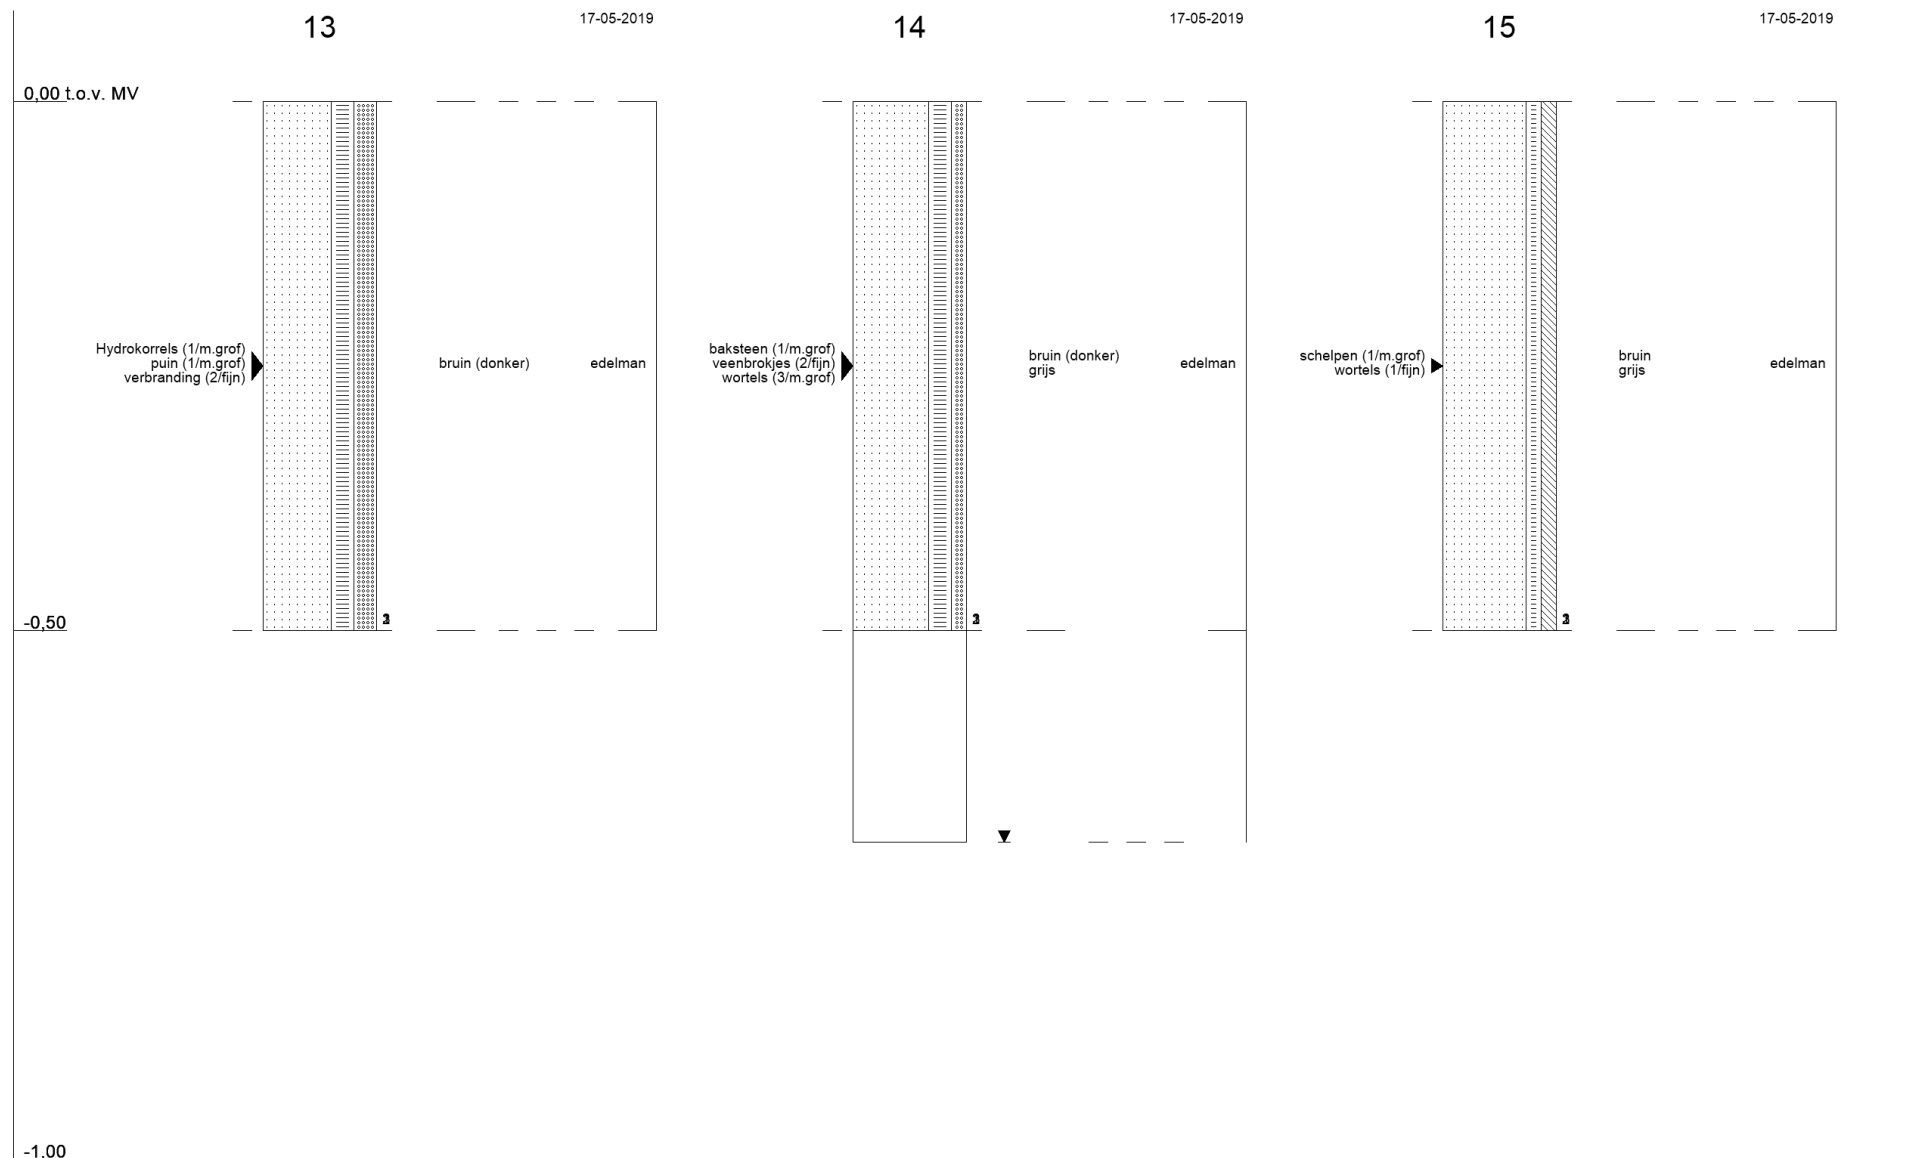 13
17-05-2019
14
17-05-2019
15
17-05-2019
0,00 t.o.v. MV
Hydrokorrels (1/m.grof)
puin (1/m.grof)
verbranding (2/fijn)
bruin (donker)
edelman
baksteen (1/m.grof)
veenbrokjes (2/fijn)
wortels (3/m.grof)
bruin (donker)
grijs
edelman
schelpen (1/m.grof)
wortels (1/fijn)
bruin
grijs
edelman
-0,50
-1,00